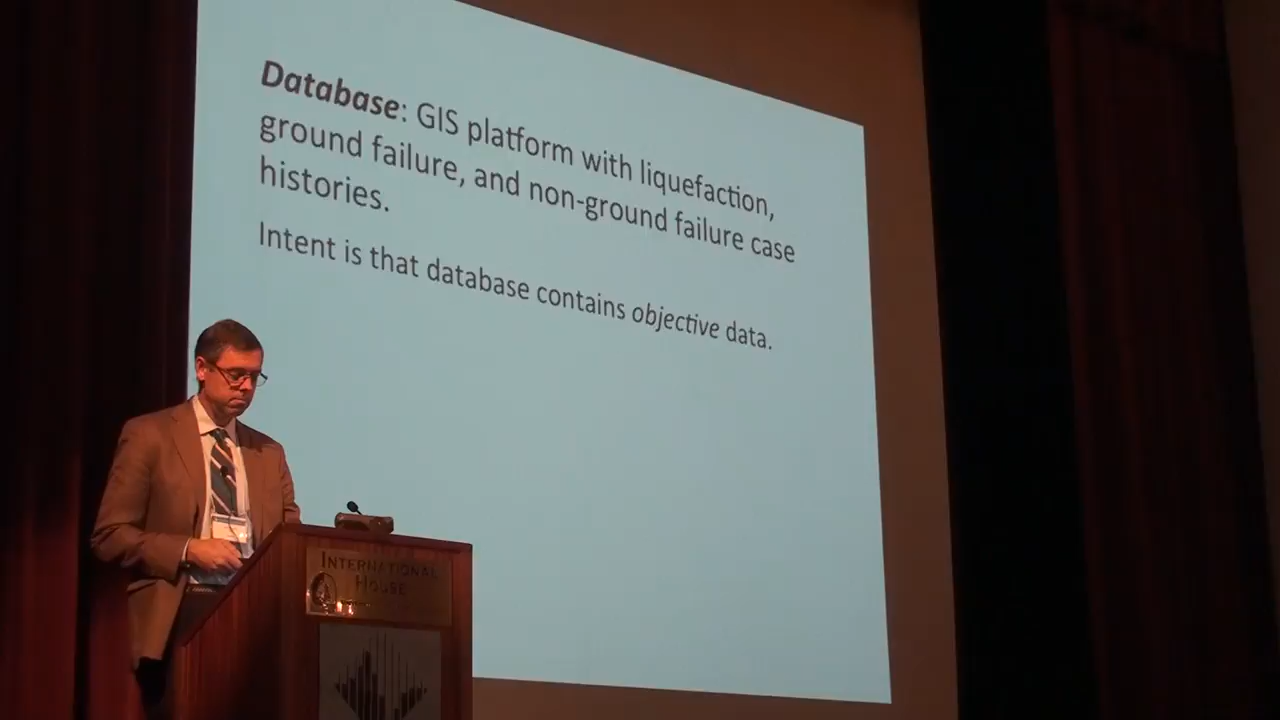 Database: GIS platform with liquefaction,
ground failure, and non-ground failure case
histories.
Intent is that database contains objective data.
INTERNATIONAL
HOUSE